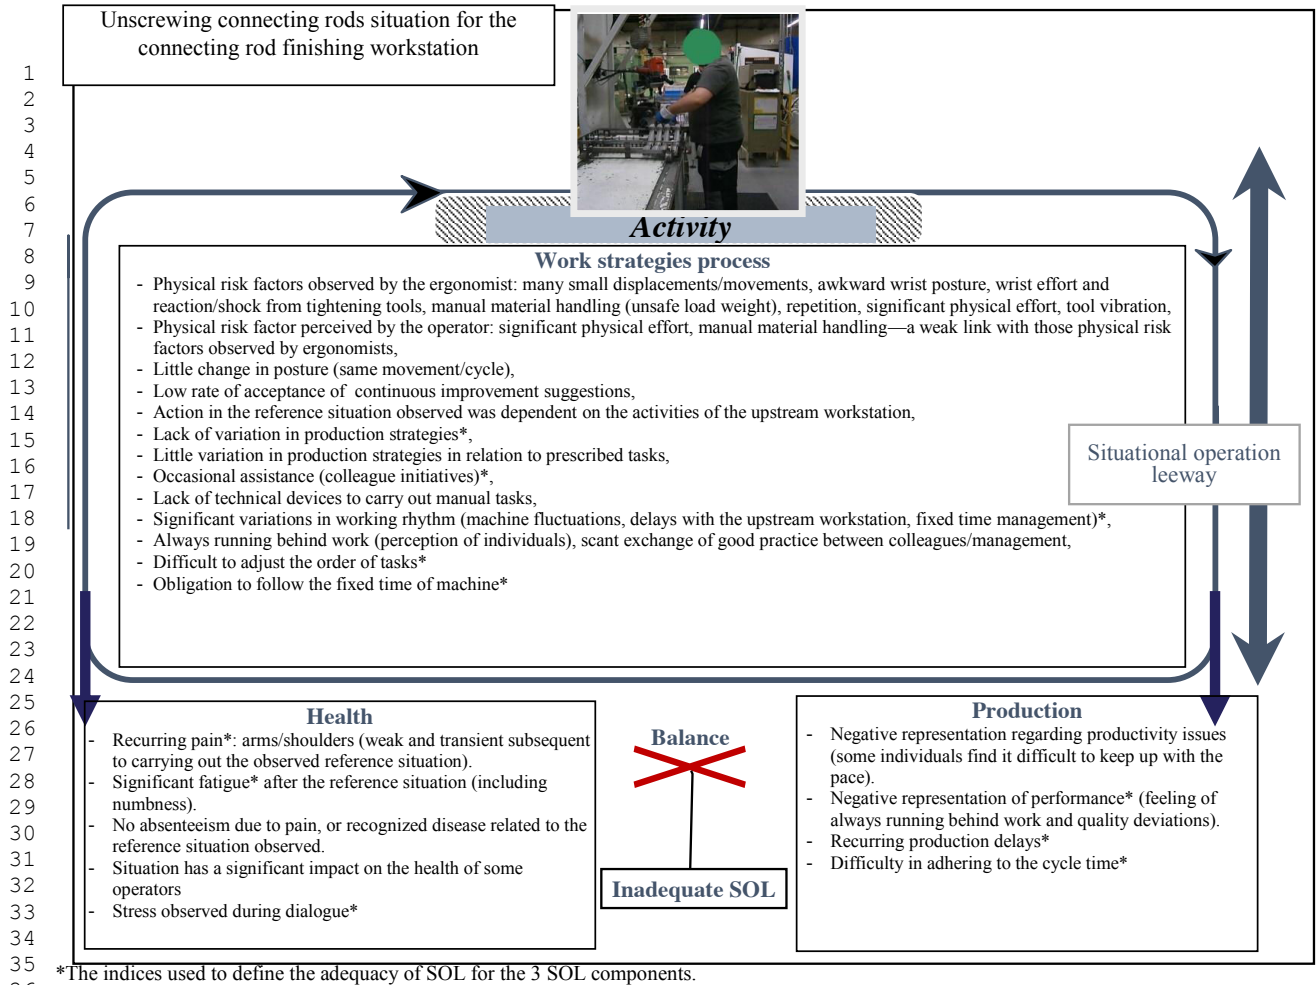 Unscrewing connecting rods situation for the
connecting rod finishing workstation
1
2
3
4
5
6
7
8
9
10
11
12
13
14
15
16
17
18
19
20
21
22
23
24
25
26
27
28
29
30
31
32
33
34
35
Activity
Work strategies process
- Physical risk factors observed by the ergonomist: many small displacements/movements, awkward wrist posture, wrist effort and
reaction/shock from tightening tools, manual material handling (unsafe load weight), repetition, significant physical effort, tool vibration,
- Physical risk factor perceived by the operator: significant physical effort, manual material handling—a weak link with those physical risk
factors observed by ergonomists,
- Little change in posture (same movement/cycle),
- Low rate of acceptance of continuous improvement suggestions,
- Action in the reference situation observed was dependent on the activities of the upstream workstation,
- Lack of variation in production strategies*,
- Little variation in production strategies in relation to prescribed tasks,
- Occasional assistance (colleague initiatives)*,
- Lack of technical devices to carry out manual tasks,
- Significant variations in working rhythm (machine fluctuations, delays with the upstream workstation, fixed time management)*,
- Always running behind work (perception of individuals), scant exchange of good practice between colleagues/management,
- Difficult to adjust the order of tasks*
- Obligation to follow the fixed time of machine*
Situational operation
leeway
Health
- Recurring pain*: arms/shoulders (weak and transient subsequent
to carrying out the observed reference situation).
- Significant fatigue* after the reference situation (including
numbness).
- No absenteeism due to pain, or recognized disease related to the
reference situation observed.
- Situation has a significant impact on the health of some
operators
- Stress observed during dialogue*
Balance
Inadequate SOL
Production
- Negative representation regarding productivity issues
(some individuals find it difficult to keep up with the
pace).
- Negative representation of performance* (feeling of
always running behind work and quality deviations).
- Recurring production delays*
- Difficulty in adhering to the cycle time*
*The indices used to define the adequacy of SOL for the 3 SOL components.